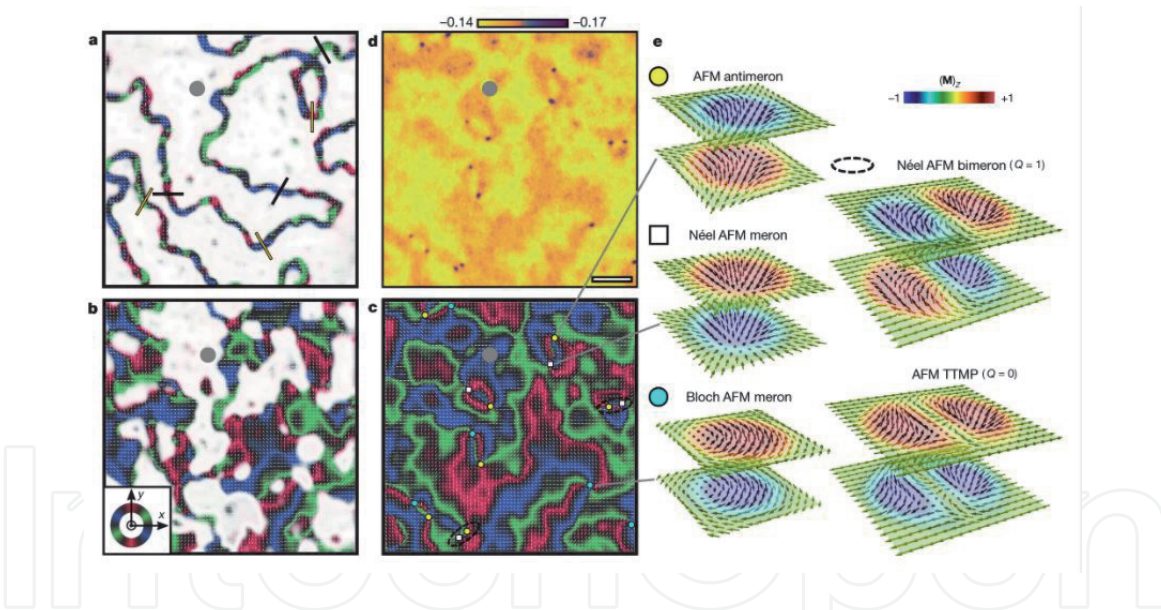 a
d
−0.14
−0.17
e
AFM antimeron
⟨M⟩z
−1
+1
Néel AFM bimeron (Q = 1)
Néel AFM meron
b
c
AFM TTMP (Q = 0)
Bloch AFM meron
y
x
IntechOpen